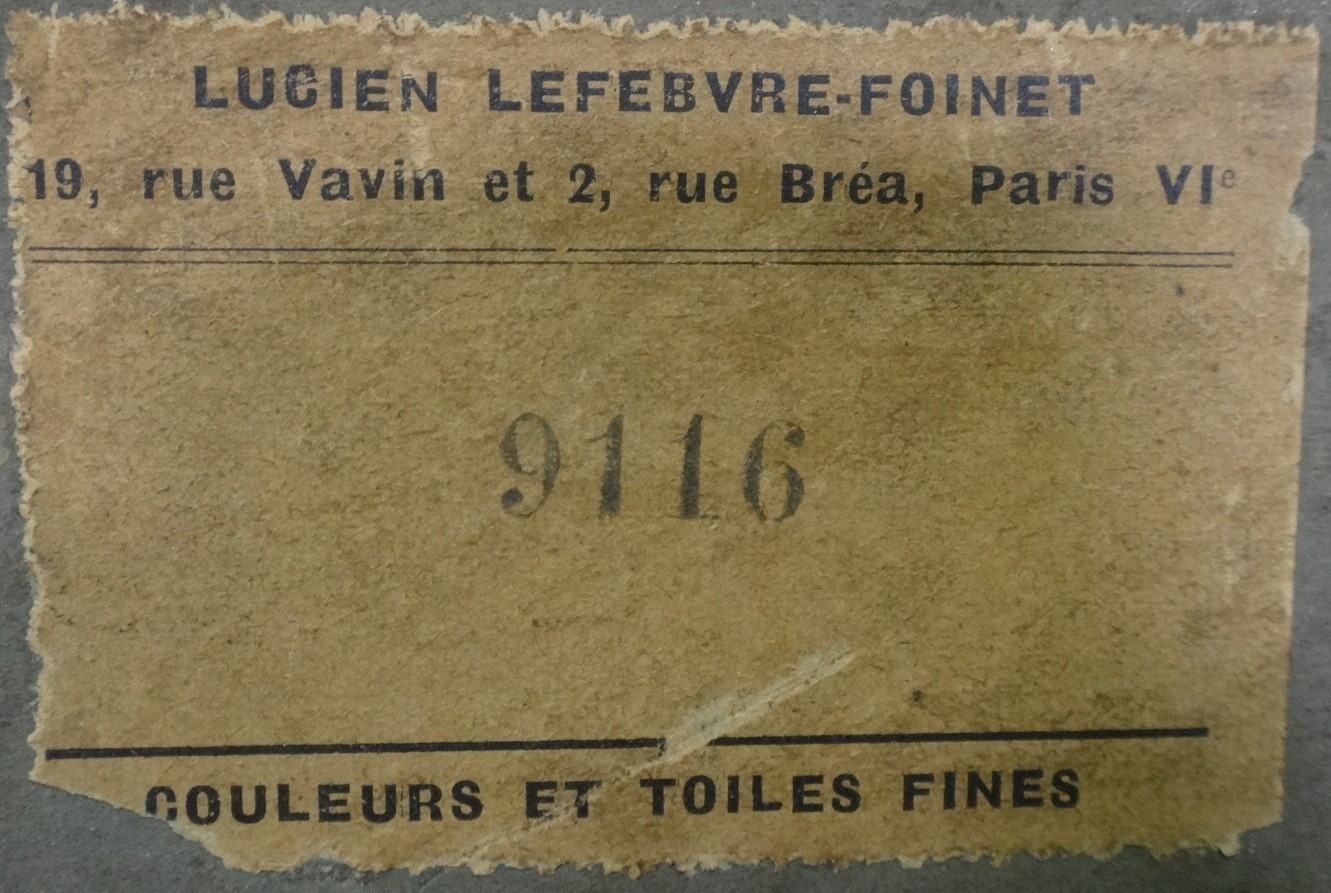 LUCIEN LEFEBVRE-FOINET
19, rue Vavin et 2, rue Bréa, Paris VIe
9116
COULEURS ET TOILES FINES